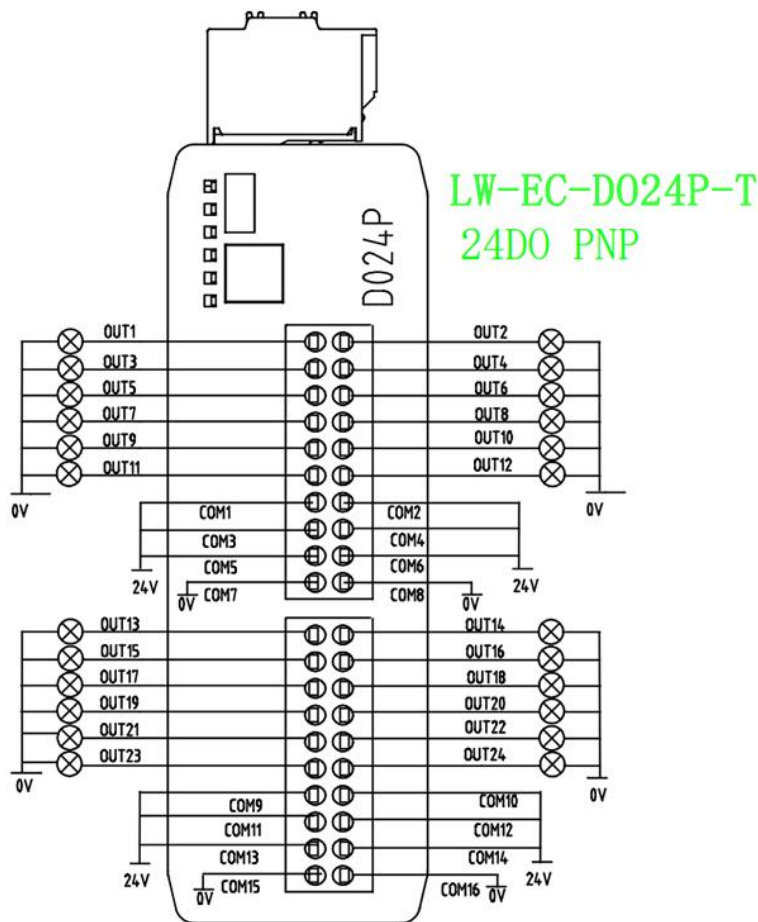 LW-EC-DO24P-T
24DO PNP
DO24P
OUT1 OUT2
OUT3 OUT4
OUT5 OUT6
OUT7 OUT8
OUT9 OUT10
OUT11 OUT12
0V 0V
COM1 COM2
COM3 COM4
COM5 COM6
24V 24V
COM7 COM8
0V 0V
OUT13 OUT14
OUT15 OUT16
OUT17 OUT18
OUT19 OUT20
OUT21 OUT22
OUT23 OUT24
0V 0V
COM9 COM10
COM11 COM12
COM13 COM14
24V 24V
COM15 COM16
0V 0V